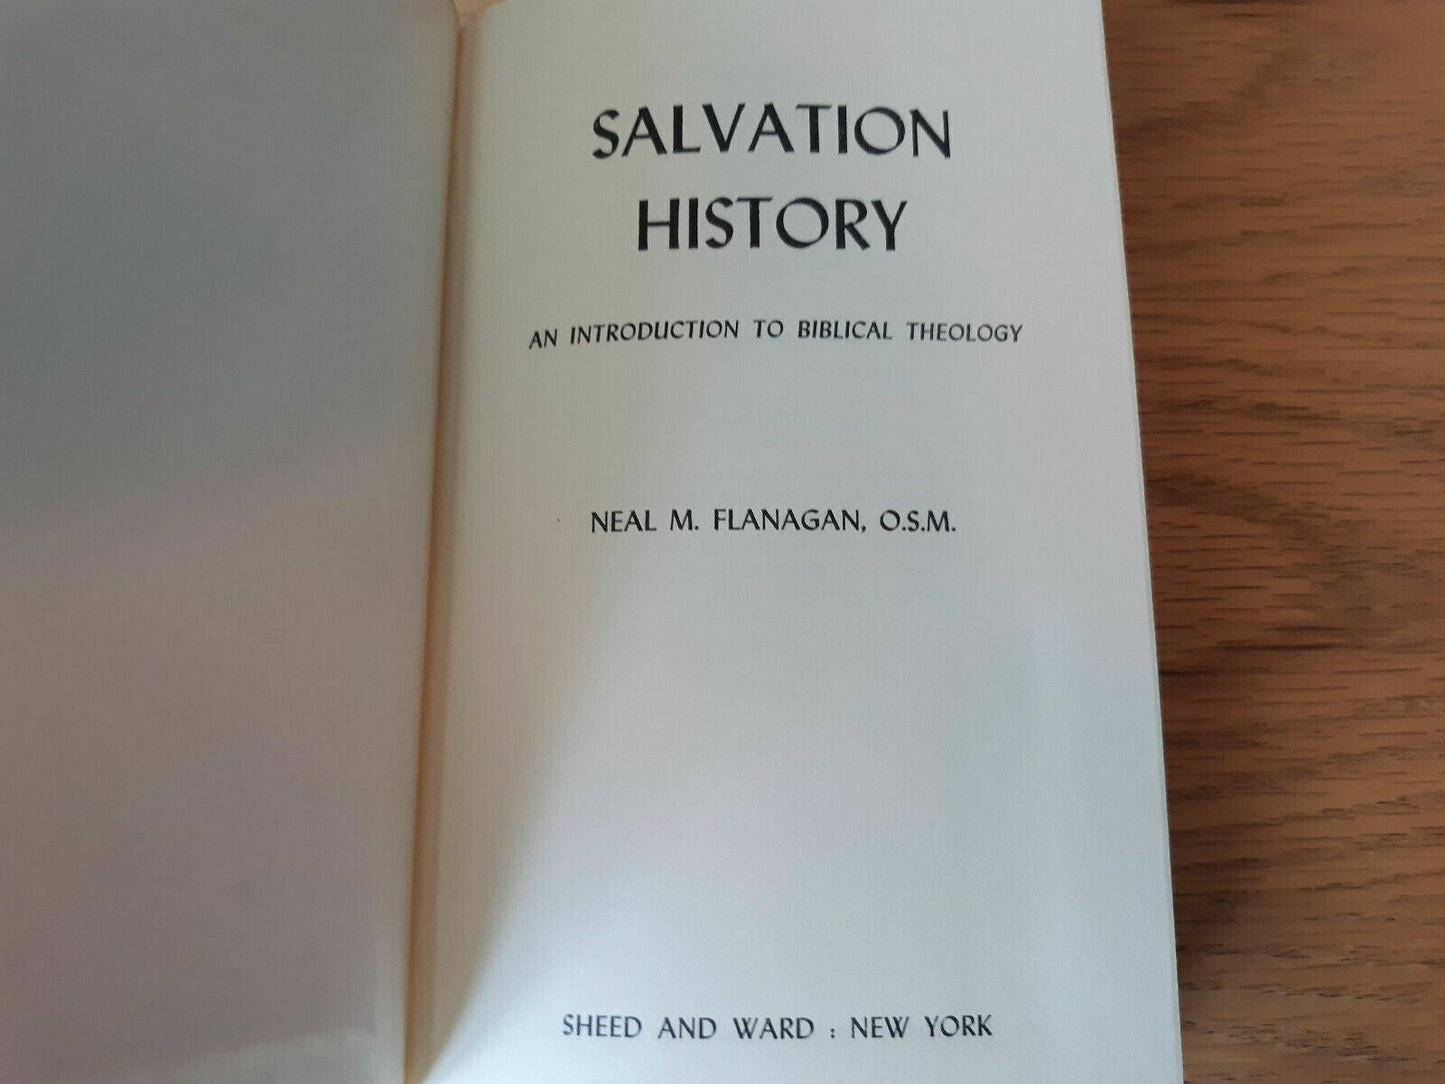 SALVATION
HISTORY
AN INTRODUCTION TO BIBLICAL THEOLOGY
NEAL M. FLANAGAN, O.S.M.
SHEED AND WARD : NEW YORK